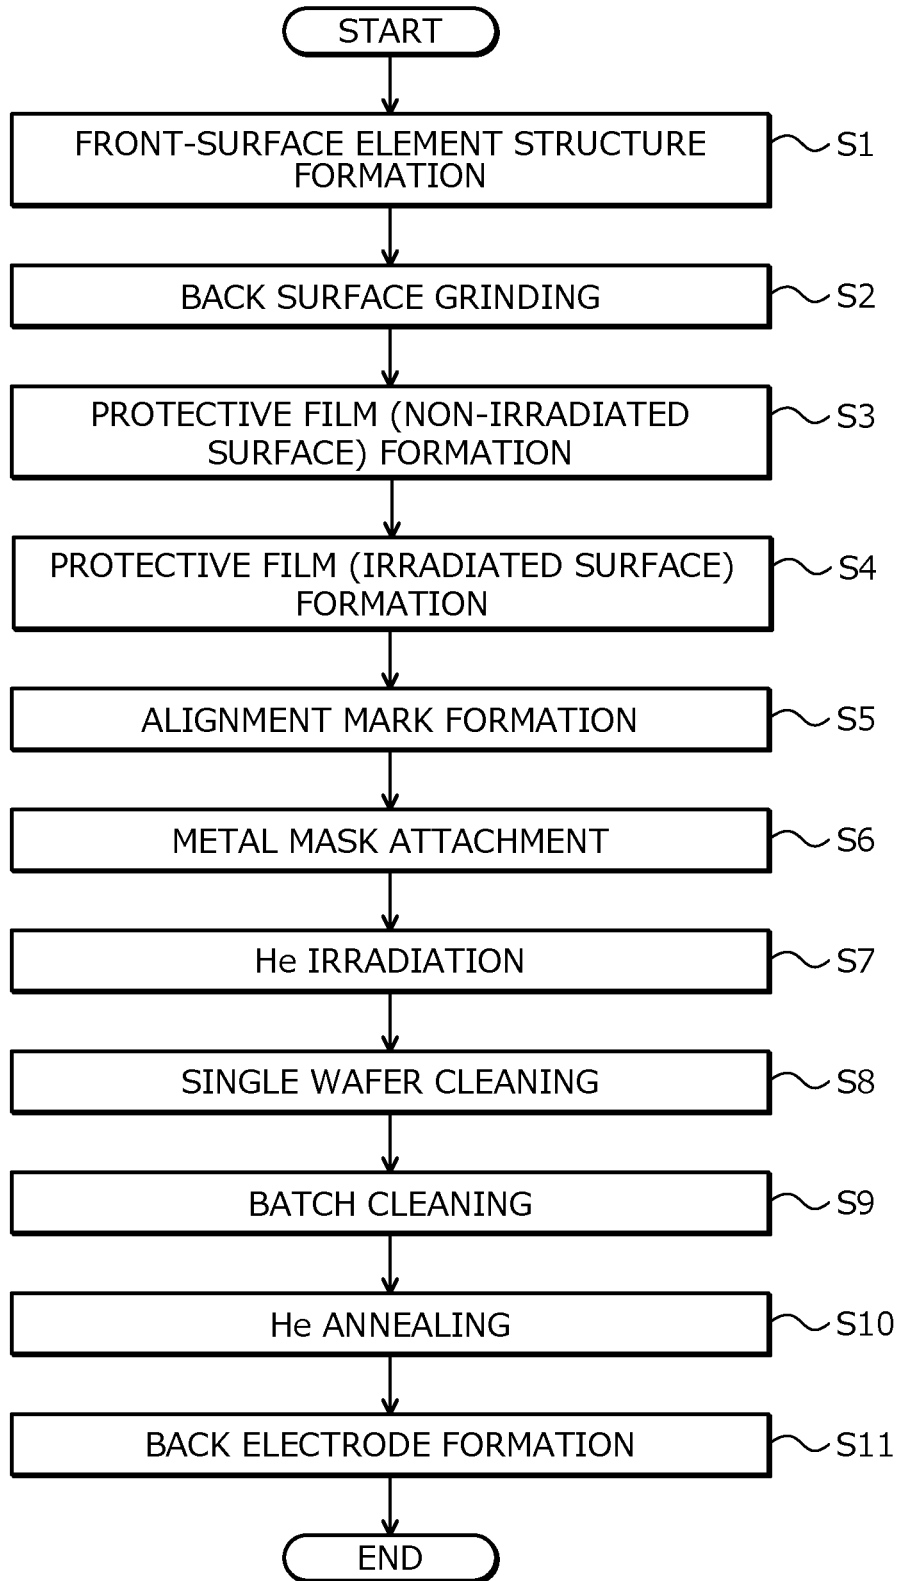 START
FRONT-SURFACE ELEMENT STRUCTURE
FORMATION
S1
BACK SURFACE GRINDING
S2
PROTECTIVE FILM (NON-IRRADIATED
SURFACE) FORMATION
S3
PROTECTIVE FILM (IRRADIATED SURFACE)
FORMATION
S4
ALIGNMENT MARK FORMATION
S5
METAL MASK ATTACHMENT
S6
He IRRADIATION
S7
SINGLE WAFER CLEANING
S8
BATCH CLEANING
S9
He ANNEALING
S10
BACK ELECTRODE FORMATION
S11
END